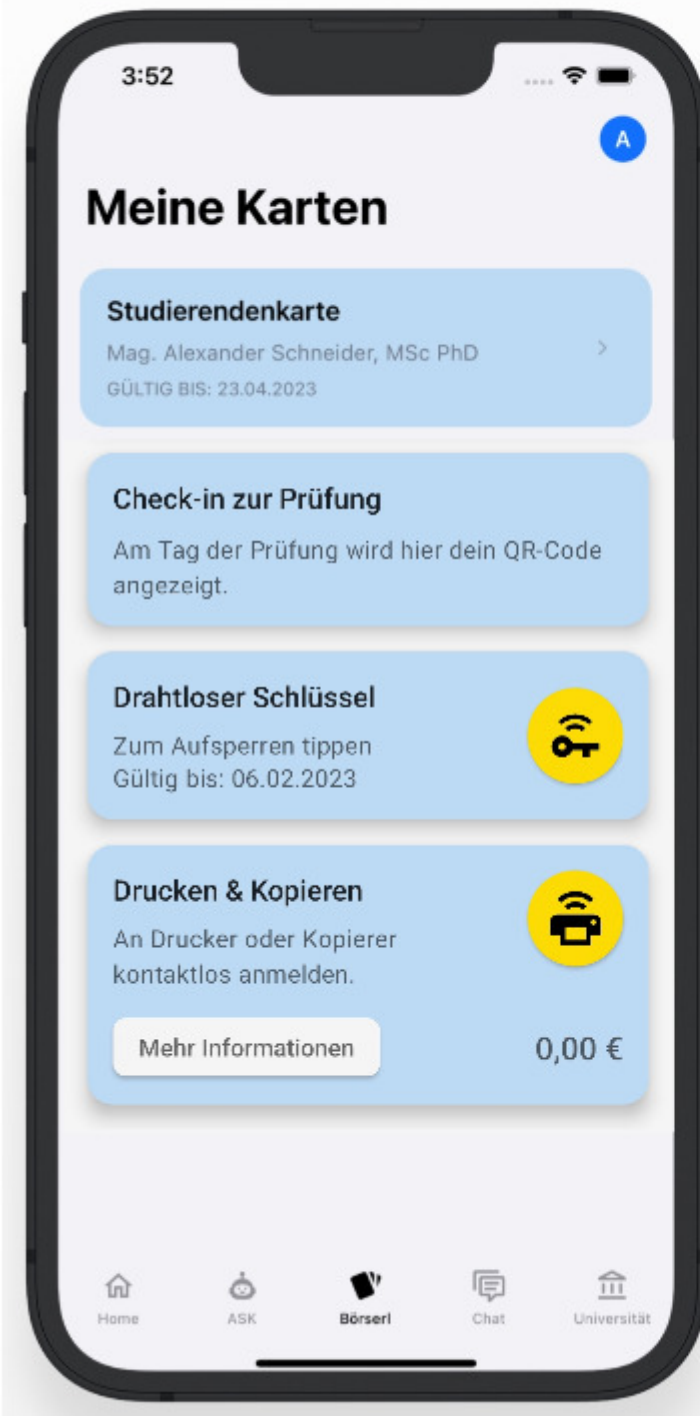 3:52
A
Meine Karten
Studierendenkarte
Mag. Alexander Schneider, MSc PhD
GÜLTIG BIS: 23.04.2023
Check-in zur Prüfung
Am Tag der Prüfung wird hier dein QR-Code
angezeigt.
Drahtloser Schlüssel
Zum Aufsperren tippen
Gültig bis: 06.02.2023
Drucken & Kopieren
An Drucker oder Kopierer
kontaktlos anmelden.
Mehr Informationen
0,00 €
Home
ASK
Börserl
Chat
Universität